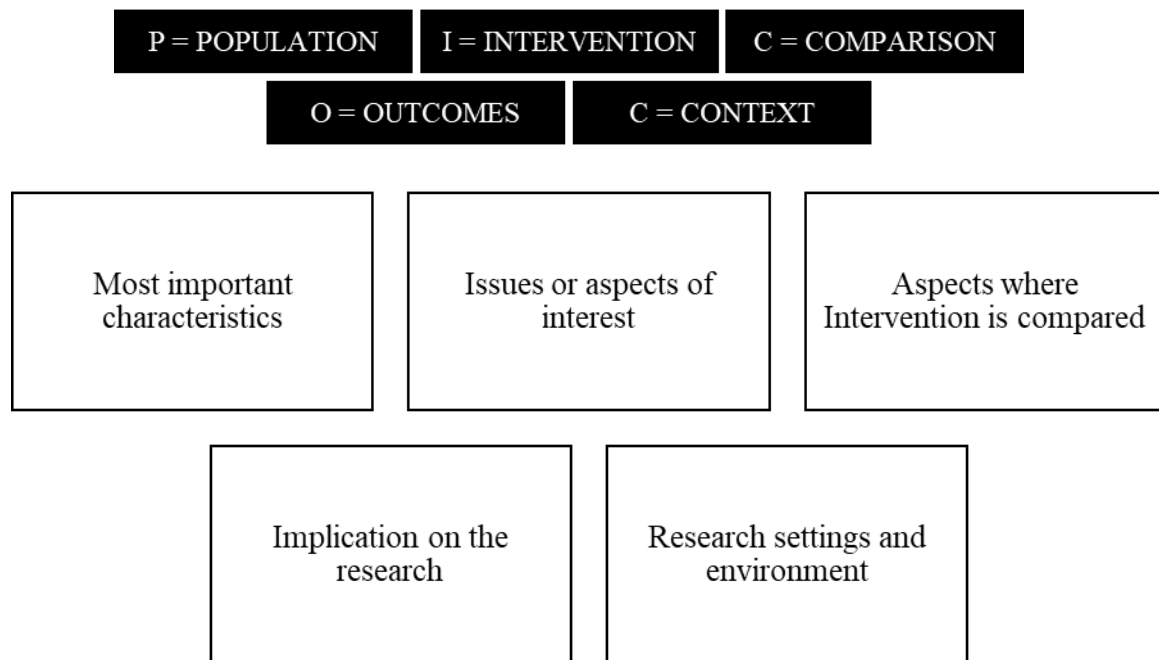 P = POPULATION
I = INTERVENTION
C = COMPARISON
O = OUTCOMES
C = CONTEXT
Most important
characteristics
Issues or aspects of
interest
Aspects where
Intervention is compared
Implication on the
research
Research settings and
environment